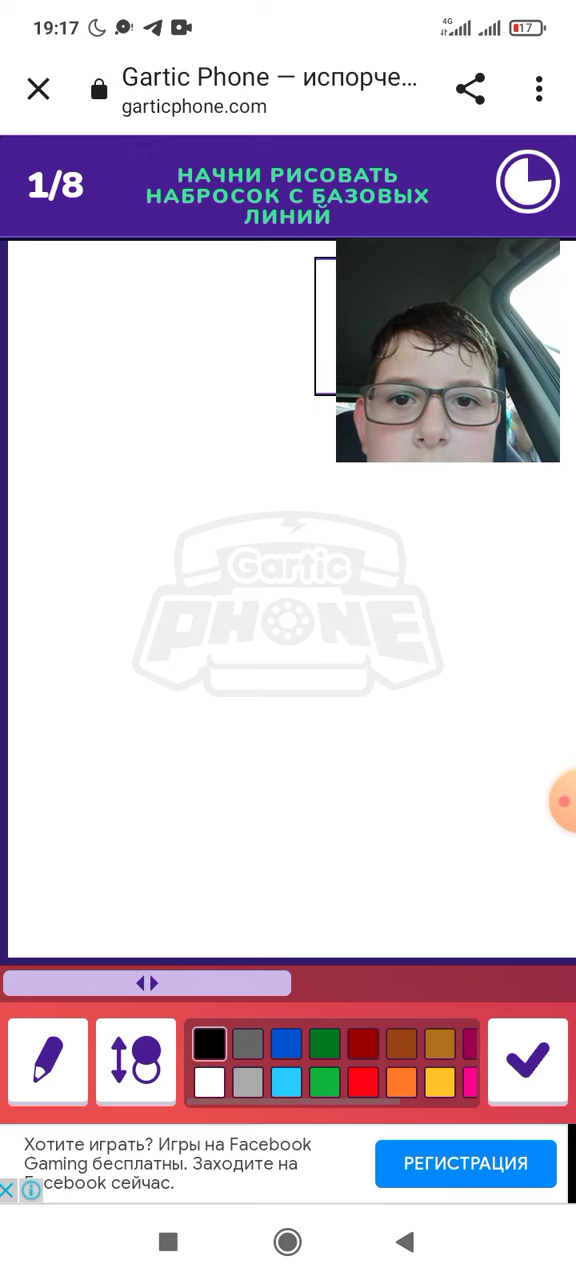 19:17
4G
17
Gartic Phone — испорче...
garticphone.com
1/8
НАЧНИ РИСОВАТЬ
НАБРОСОК С БАЗОВЫХ
ЛИНИЙ
Gartic
PHONE
Хотите играть? Игры на Facebook
Gaming бесплатны. Заходите на
Facebook сейчас.
РЕГИСТРАЦИЯ